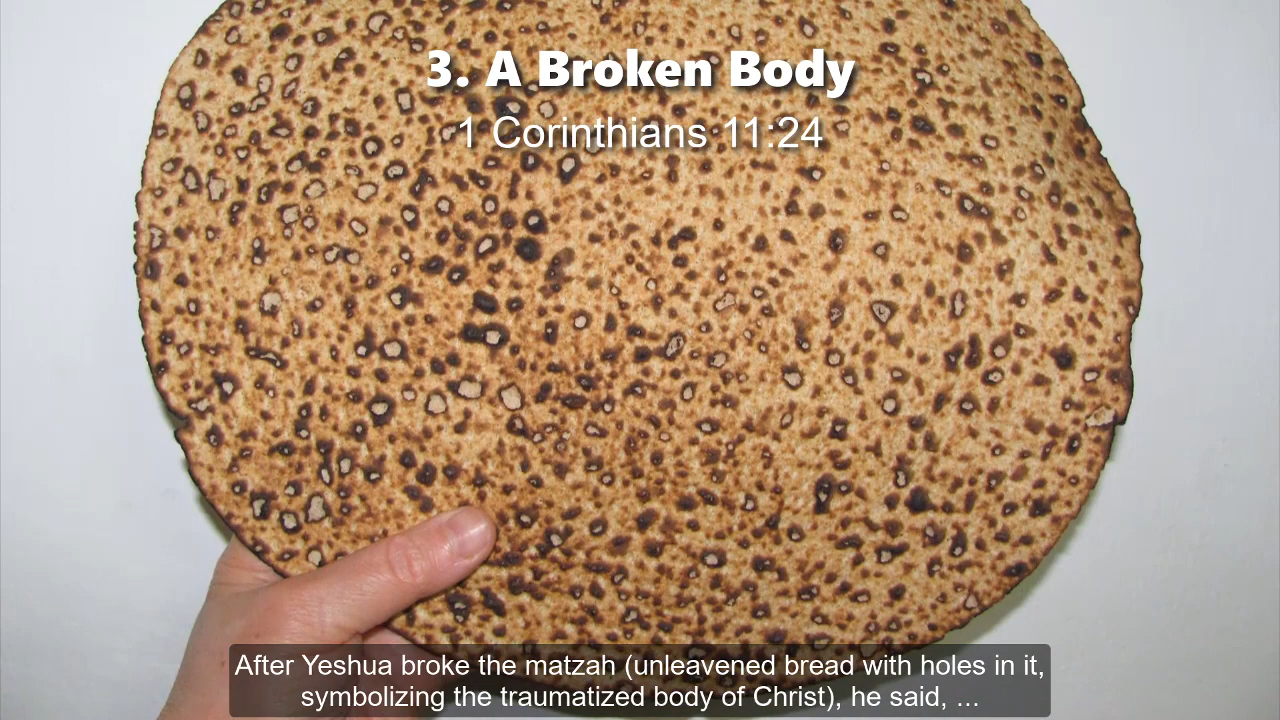 3. A Broken Body
1 Corinthians 11:24
After Yeshua broke the matzah (unleavened bread with holes in it,
symbolizing the traumatized body of Christ), he said, ...